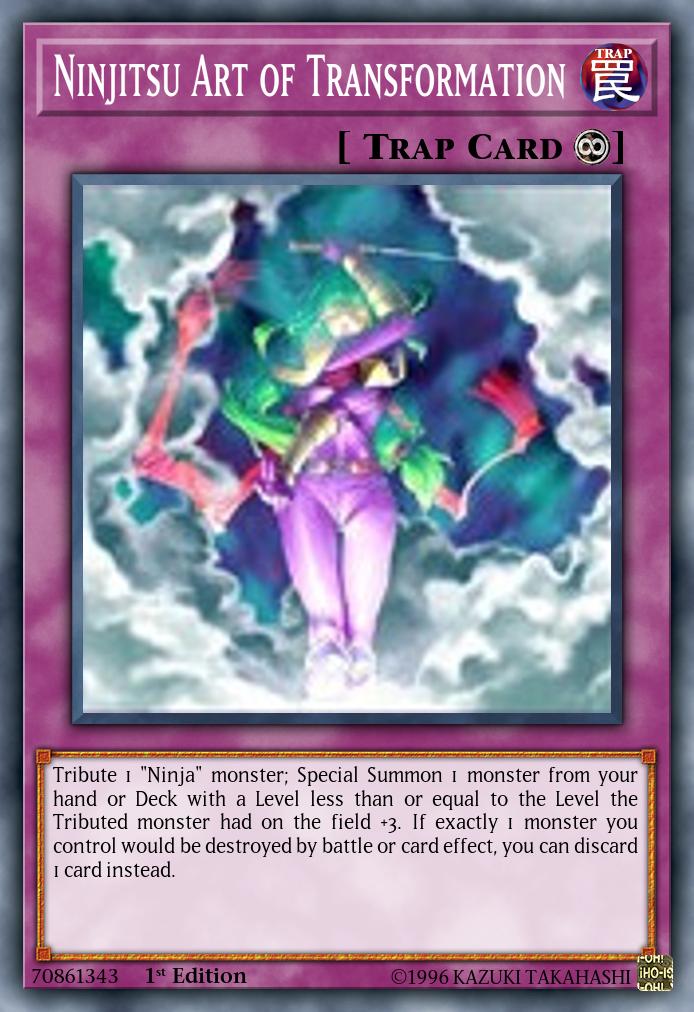 NINJITSU ART OF TRANSFORMATION
TRAP
罠
[ TRAP CARD ]
Tribute 1 "Ninja" monster; Special Summon 1 monster from your
hand or Deck with a Level less than or equal to the Level the
Tributed monster had on the field +3. If exactly 1 monster you
control would be destroyed by battle or card effect, you can discard
1 card instead.
70861343 1st Edition ©1996 KAZUKI TAKAHASHI